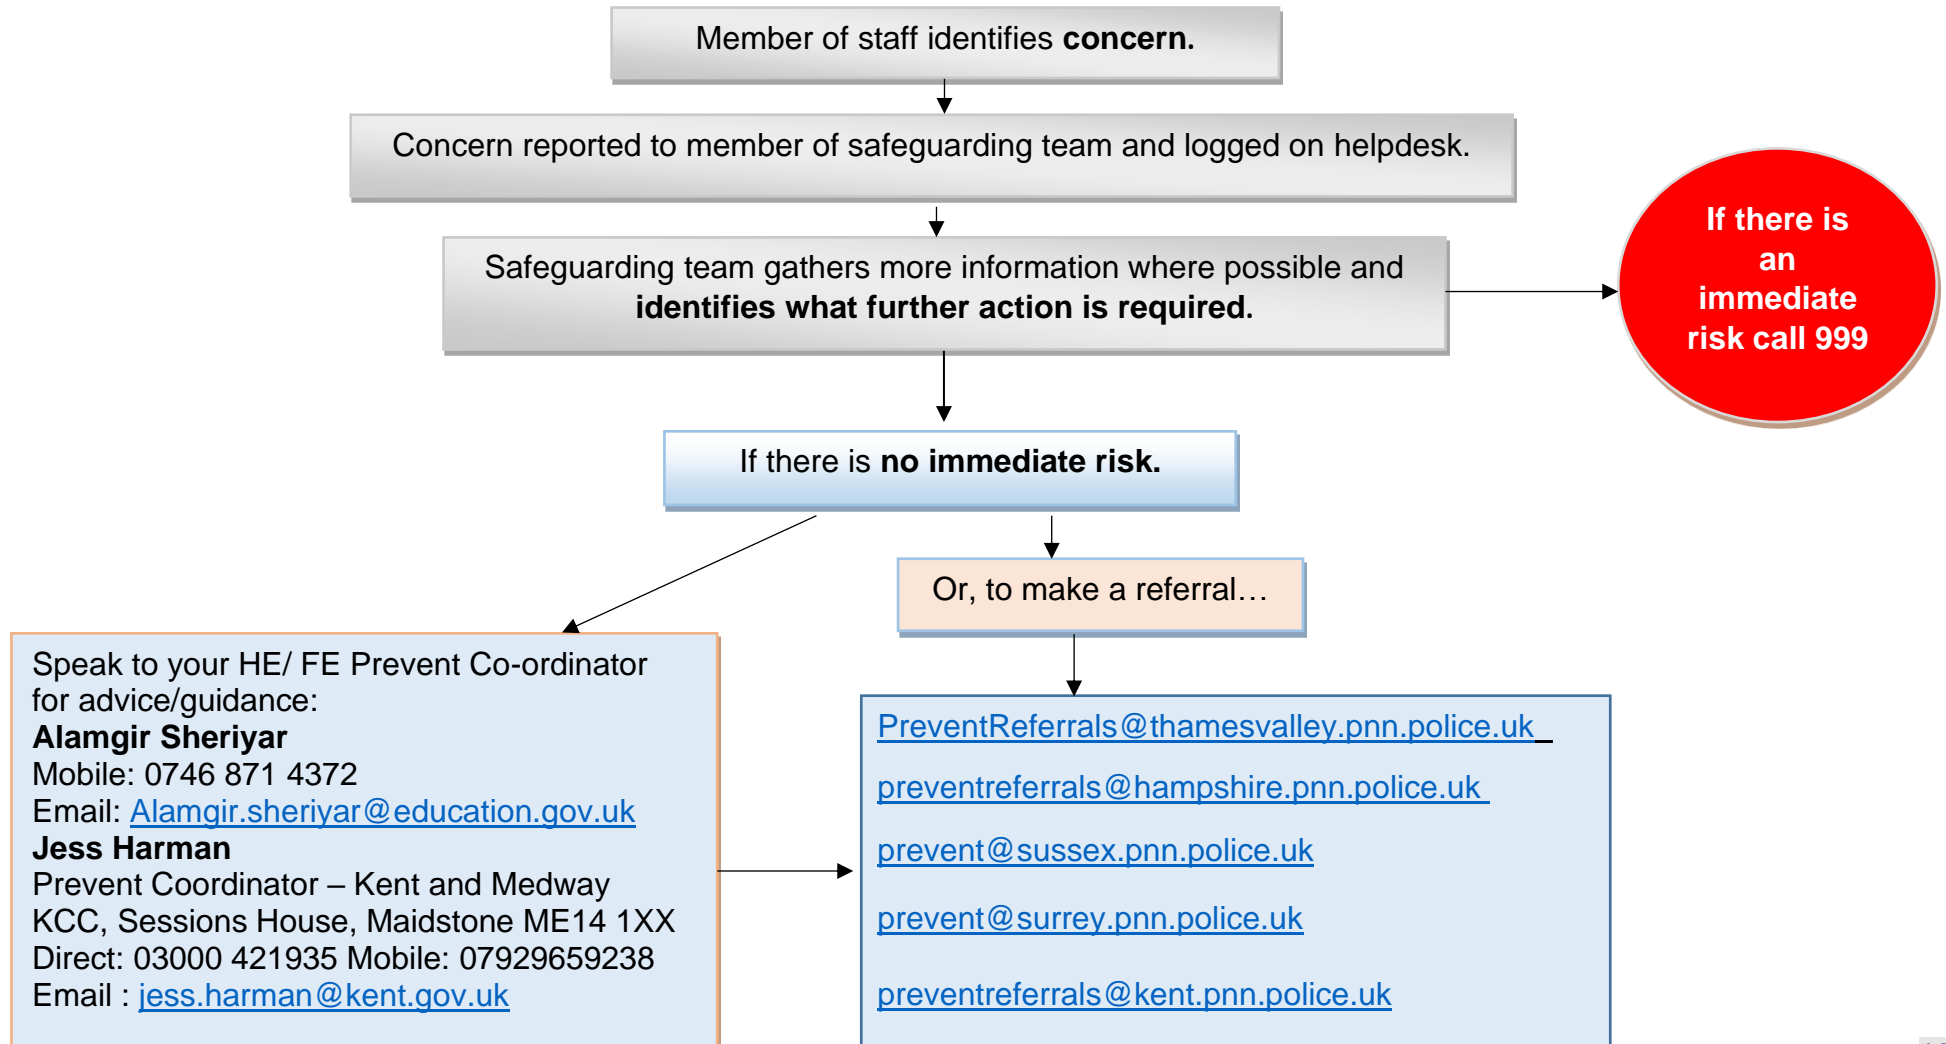 Member of staff identifies concern.
Concern reported to member of safeguarding team and logged on helpdesk.
Safeguarding team gathers more information where possible and
identifies what further action is required.
If there is
an
immediate
risk call 999
If there is no immediate risk.
Or, to make a referral…
Speak to your HE/ FE Prevent Co-ordinator
for advice/guidance:
Alamgir Sheriyar
Mobile: 0746 871 4372
Email: Alamgir.sheriyar@education.gov.uk
Jess Harman
Prevent Coordinator – Kent and Medway
KCC, Sessions House, Maidstone ME14 1XX
Direct: 03000 421935 Mobile: 07929659238
Email : jess.harman@kent.gov.uk
PreventReferrals@thamesvalley.pnn.police.uk
preventreferrals@hampshire.pnn.police.uk
prevent@sussex.pnn.police.uk
prevent@surrey.pnn.police.uk
preventreferrals@kent.pnn.police.uk